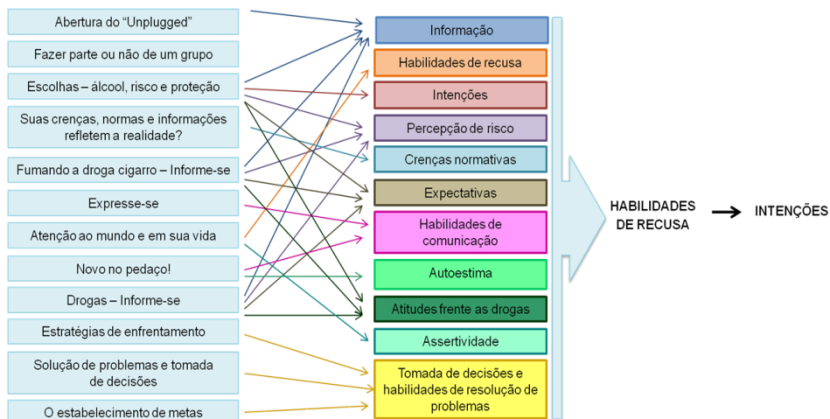 Abertura do “Unplugged”
Fazer parte ou não de um grupo
Escolhas – álcool, risco e proteção
Suas crenças, normas e informações
refletem a realidade?
Fumando a droga cigarro – Informe-se
Expresse-se
Atenção ao mundo e em sua vida
Novo no pedaço!
Drogas – Informe-se
Estratégias de enfrentamento
Solução de problemas e tomada
de decisões
O estabelecimento de metas
Informação
Habilidades de recusa
Intenções
Percepção de risco
Crenças normativas
Expectativas
Habilidades de
comunicação
Autoestima
Atitudes frente as drogas
Assertividade
Tomada de decisões e
habilidades de resolução de
problemas
HABILIDADES
DE RECUSA
INTENÇÕES